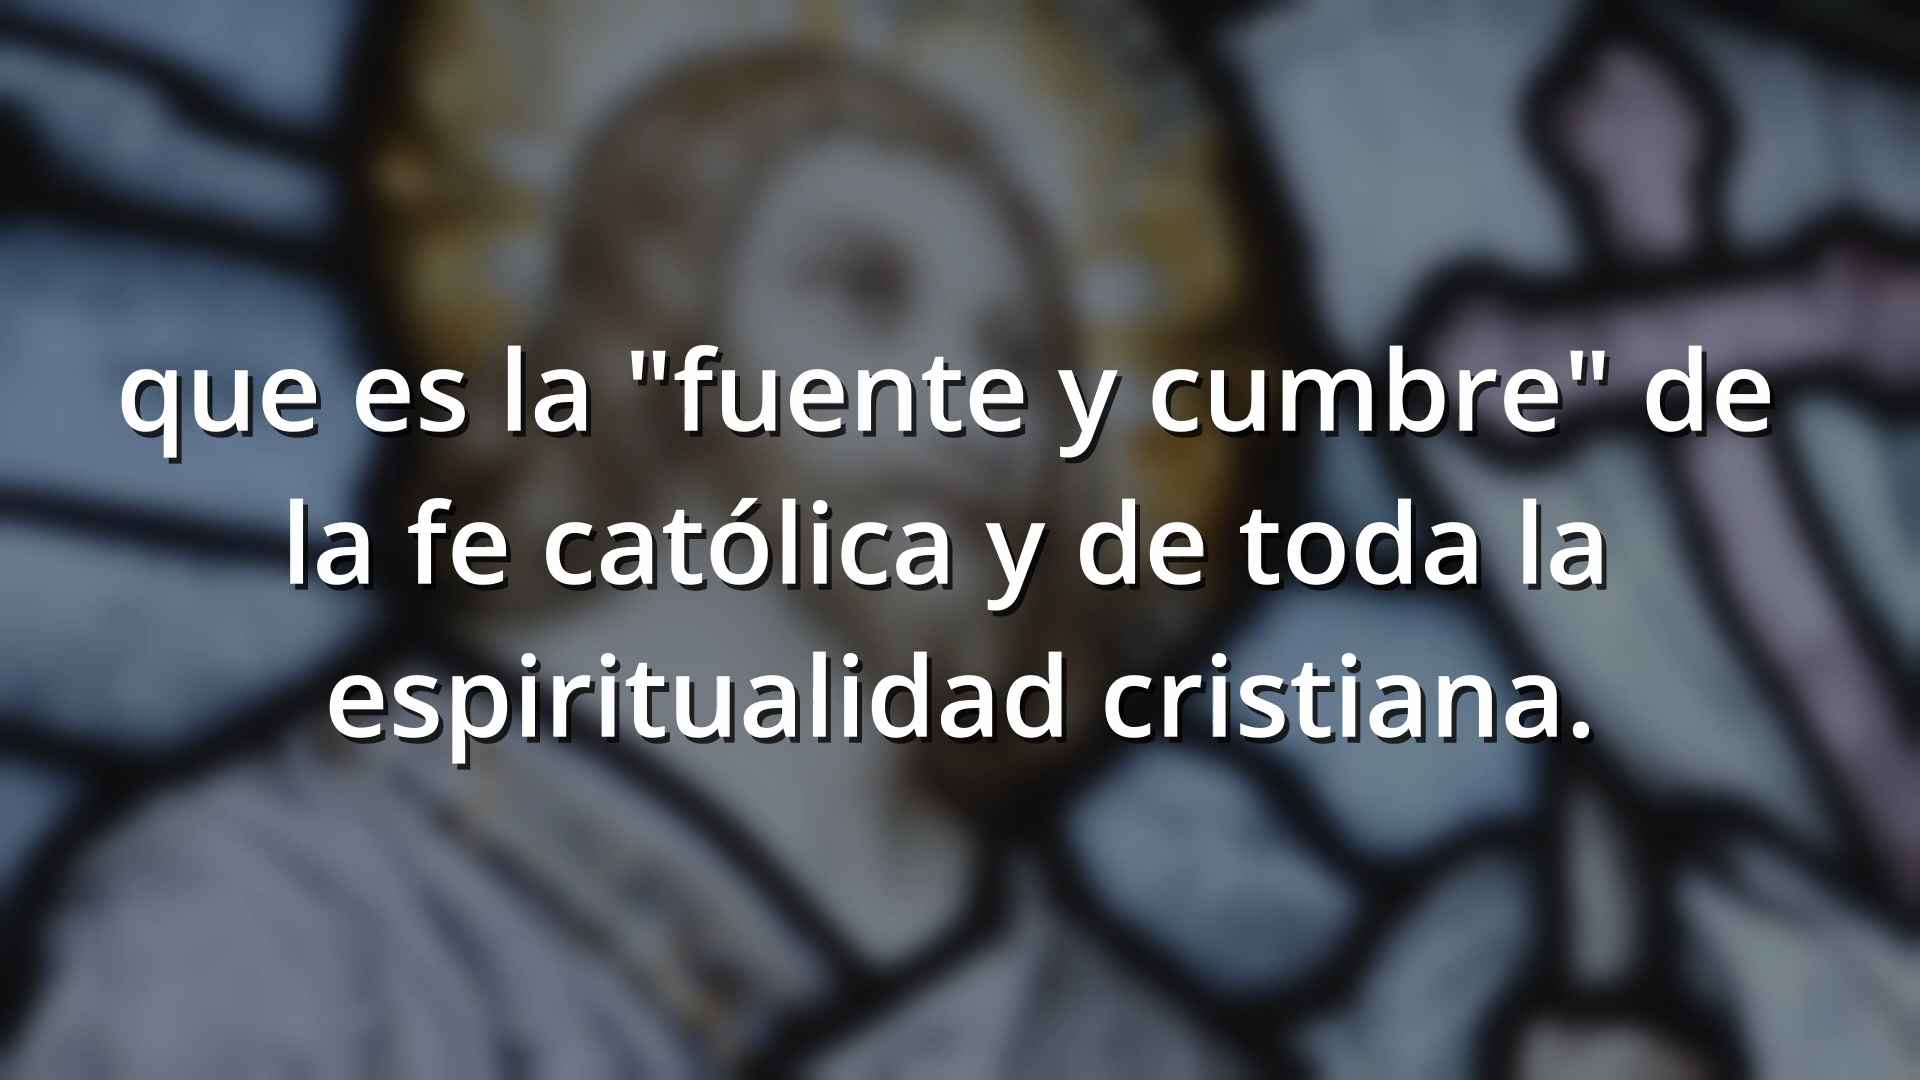 que es la "fuente y cumbre" de
la fe católica y de toda la
espiritualidad cristiana.